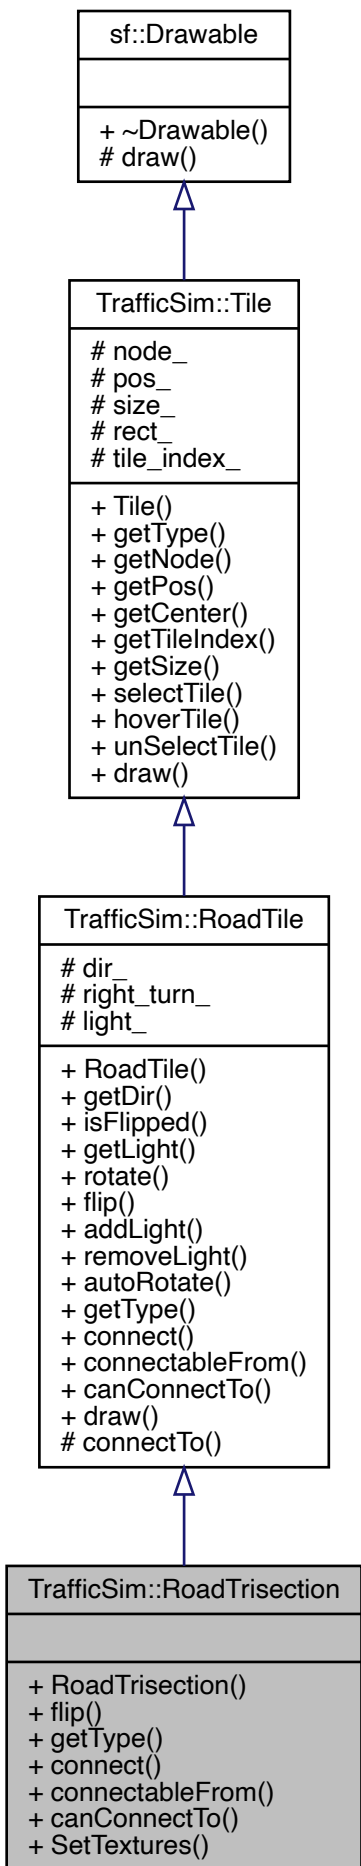 sf::Drawable
+ ~Drawable()
# draw()
TrafficSim::Tile
# node_
# pos_
# size_
# rect_
# tile_index_
+ Tile()
+ getType()
+ getNode()
+ getPos()
+ getCenter()
+ getTileIndex()
+ getSize()
+ selectTile()
+ hoverTile()
+ unSelectTile()
+ draw()
TrafficSim::RoadTile
# dir_
# right_turn_
# light_
+ RoadTile()
+ getDir()
+ isFlipped()
+ getLight()
+ rotate()
+ flip()
+ addLight()
+ removeLight()
+ autoRotate()
+ getType()
+ connect()
+ connectableFrom()
+ canConnectTo()
+ draw()
# connectTo()
TrafficSim::RoadTrisection
+ RoadTrisection()
+ flip()
+ getType()
+ connect()
+ connectableFrom()
+ canConnectTo()
+ SetTextures()